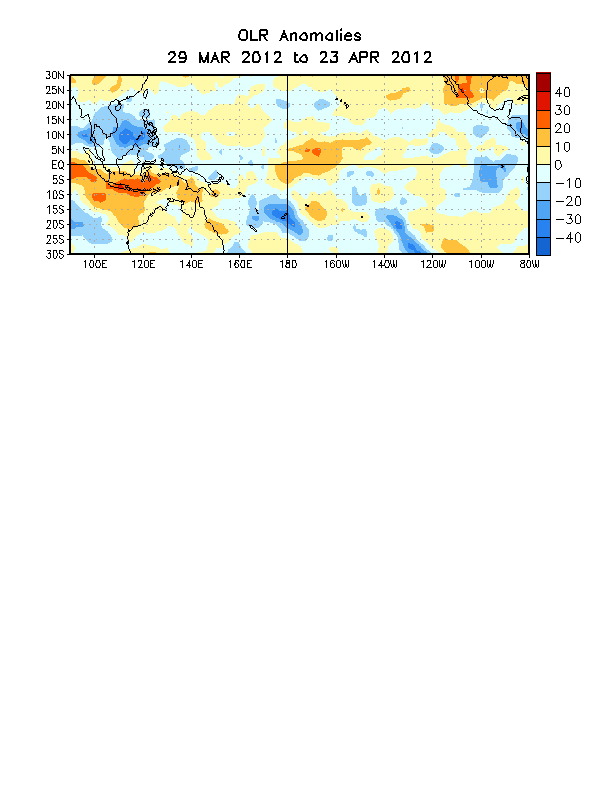 OLR Anomalies
29 MAR 2012 to 23 APR 2012
30N
25N
20N
15N
10N
5N
EQ
5S
10S
15S
20S
25S
30S
100E 120E 140E 160E 180 160W 140W 120W 100W 80W
40
30
20
10
0
−10
−20
−30
−40